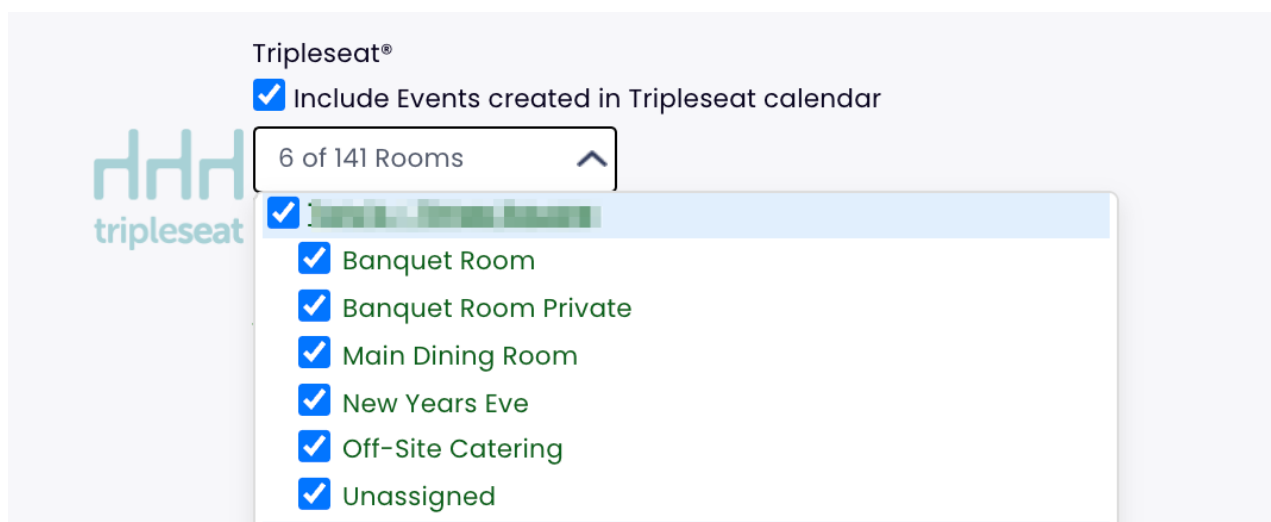 Tripleseat®
Include Events created in Tripleseat calendar
6 of 141 Rooms
tripleseat
Banquet Room
Banquet Room Private
Main Dining Room
New Years Eve
Off-Site Catering
Unassigned